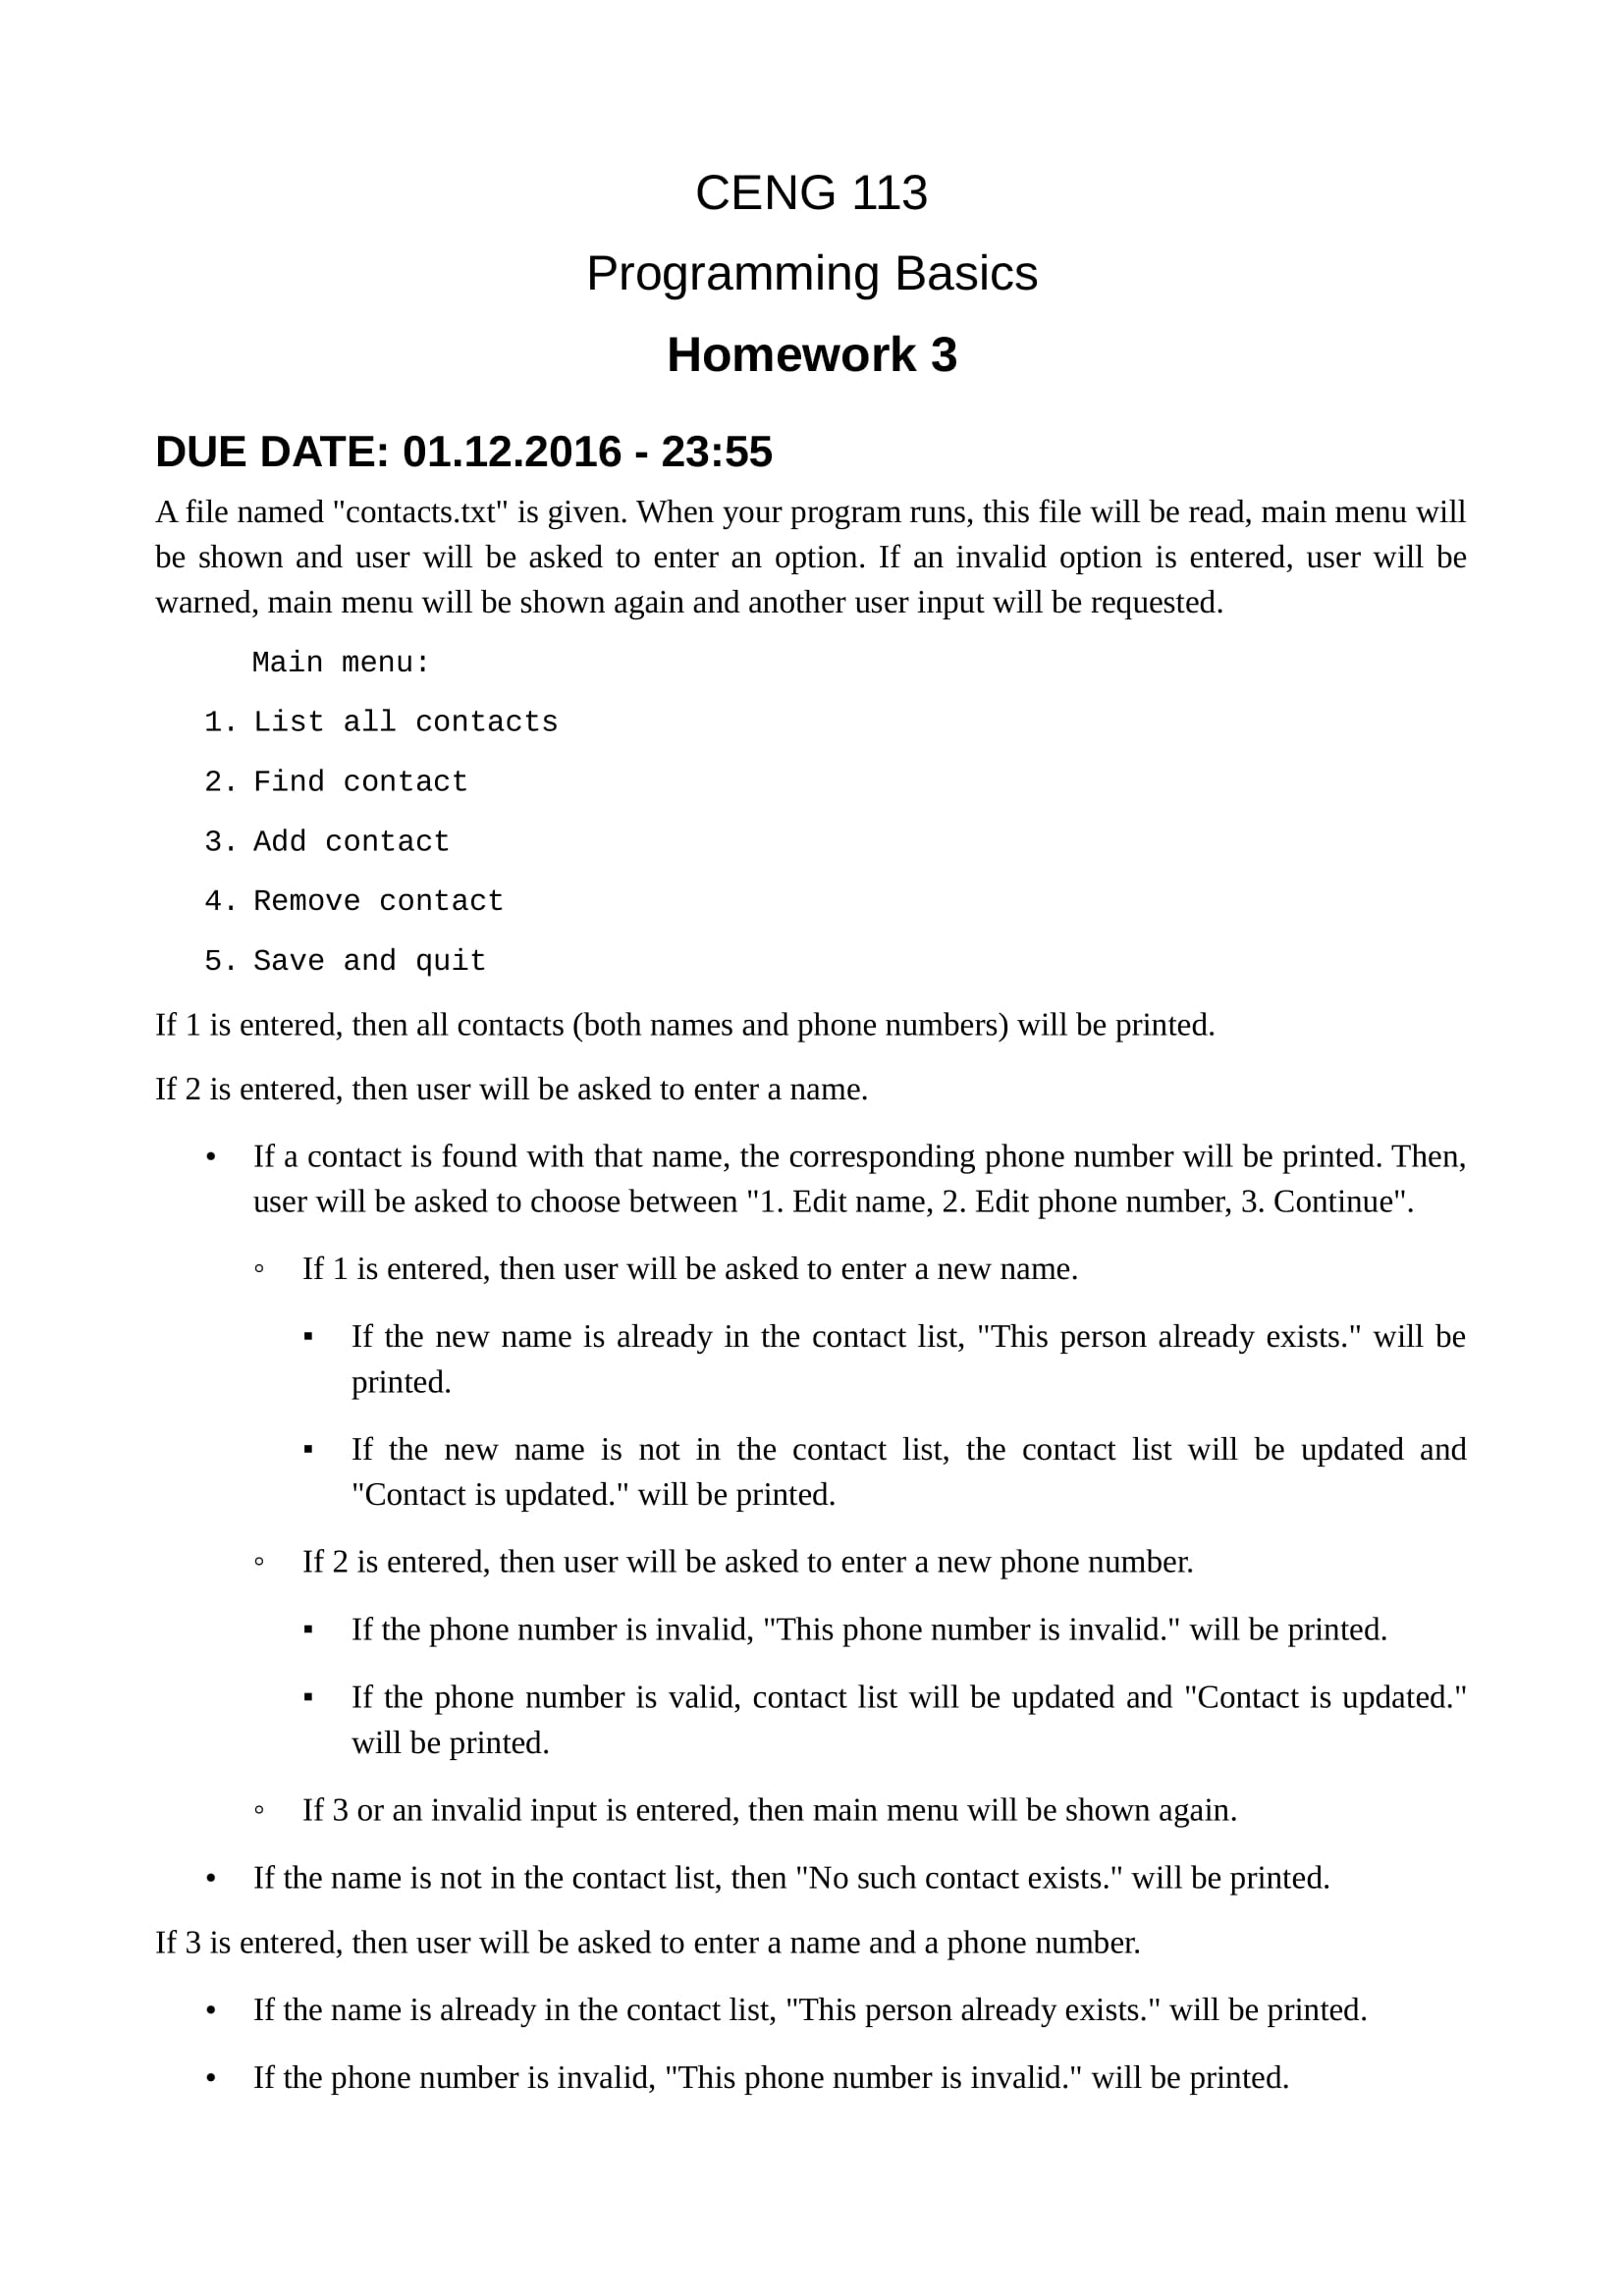 CENG 113
Programming Basics
Homework 3
DUE DATE: 01.12.2016 - 23:55
A file named "contacts.txt" is given. When your program runs, this file will be read, main menu will
be shown and user will be asked to enter an option. If an invalid option is entered, user will be
warned, main menu will be shown again and another user input will be requested.
Main menu:
1. List all contacts
2. Find contact
3. Add contact
4. Remove contact
5. Save and quit
If 1 is entered, then all contacts (both names and phone numbers) will be printed.
If 2 is entered, then user will be asked to enter a name.
• If a contact is found with that name, the corresponding phone number will be printed. Then,
user will be asked to choose between "1. Edit name, 2. Edit phone number, 3. Continue".
◦ If 1 is entered, then user will be asked to enter a new name.
▪ If the new name is already in the contact list, "This person already exists." will be
printed.
▪ If the new name is not in the contact list, the contact list will be updated and
"Contact is updated." will be printed.
◦ If 2 is entered, then user will be asked to enter a new phone number.
▪ If the phone number is invalid, "This phone number is invalid." will be printed.
▪ If the phone number is valid, contact list will be updated and "Contact is updated."
will be printed.
◦ If 3 or an invalid input is entered, then main menu will be shown again.
• If the name is not in the contact list, then "No such contact exists." will be printed.
If 3 is entered, then user will be asked to enter a name and a phone number.
• If the name is already in the contact list, "This person already exists." will be printed.
• If the phone number is invalid, "This phone number is invalid." will be printed.